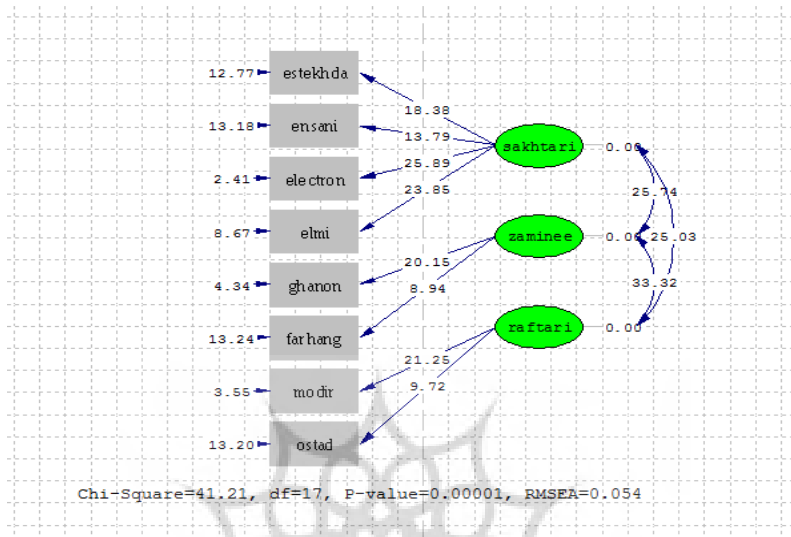 12.77 estekhda
18.38
13.18 ensani
13.79 sakhtari 0.00
25.89
2.41 electron
23.85 25.74
8.67 elmi
zaminee 0.00 25.03
20.15
4.34 ghanon
8.94 33.32
13.24 farhang
raftari 0.00
21.25
3.55 modir
9.72
13.20 ostad
Chi-Square=41.21, df=17, P-value=0.00001, RMSEA=0.054